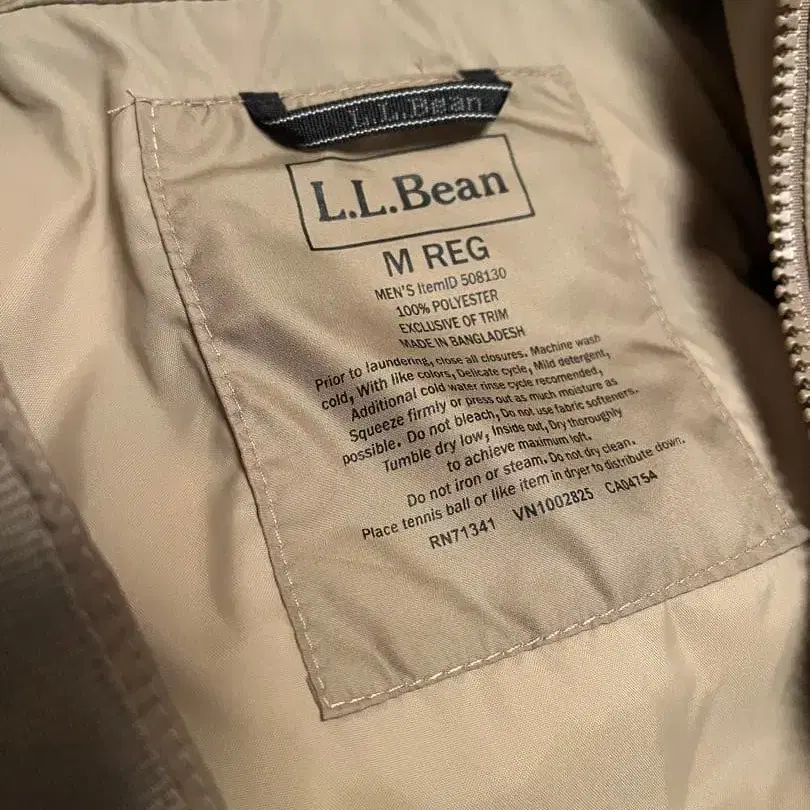 L.L.Bean
L.L.Bean
M REG
MEN'S ItemID 508130
100% POLYESTER
EXCLUSIVE OF TRIM
MADE IN BANGLADESH
Prior to laundering, close all closures. Machine wash
cold, With like colors, Delicate cycle, Mild detergent,
Additional cold water rinse cycle recomended,
Squeeze firmly or press out as much moisture as
possible. Do not bleach, Do not use fabric softeners.
Tumble dry low, Inside out, Dry thoroughly
to achieve maximum loft.
Do not iron or steam. Do not dry clean.
Place tennis ball or like item in dryer to distribute down.
RN71341 VN1002825 CA04754